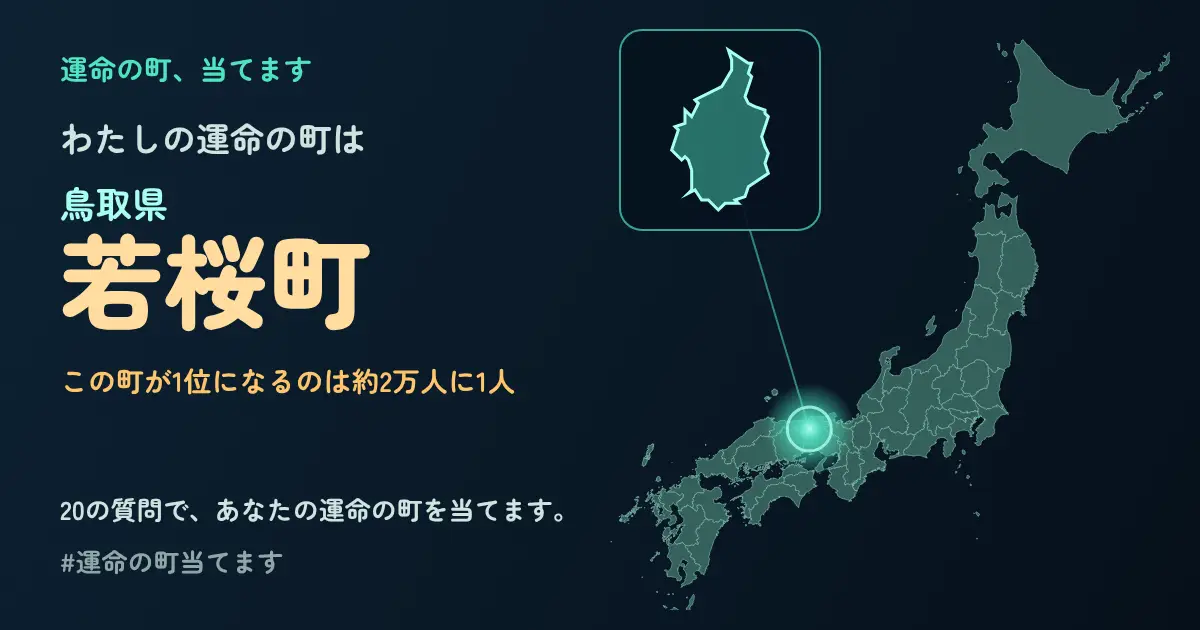 運命の町、当てます
わたしの運命の町は
鳥取県
若桜町
この町が1位になるのは約2万人に1人
20の質問で、あなたの運命の町を当てます。
#運命の町当てます